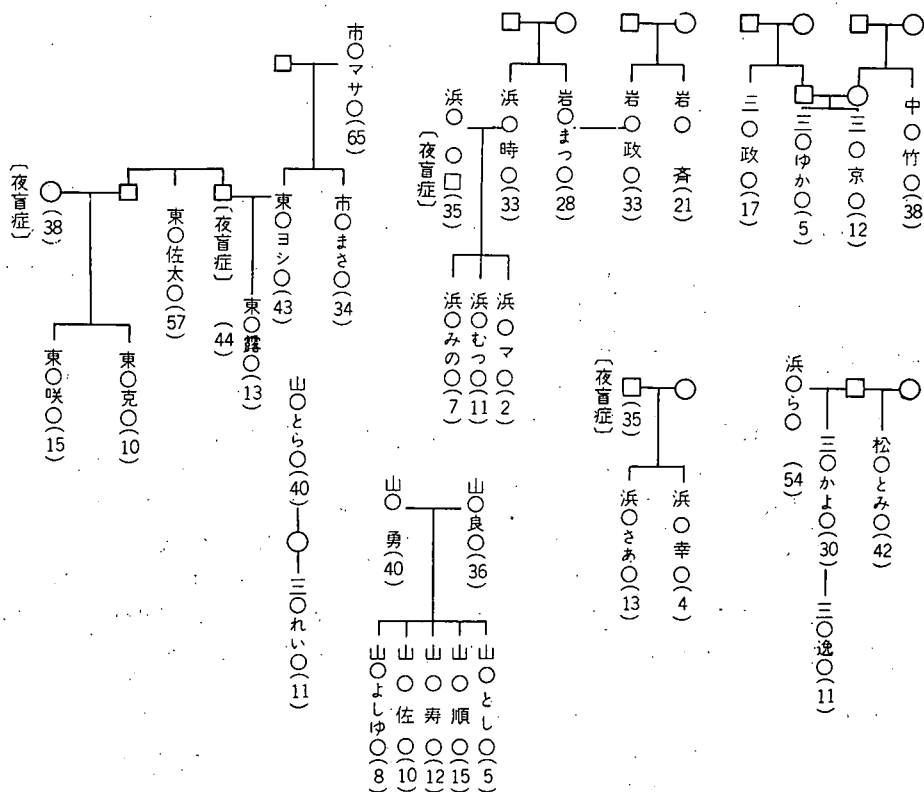 市○マサ○(65)
〔夜盲症〕
○(38)
東○佐太○(57)
〔夜盲症〕
(44)
東○ヨシ○(43)
市○まさ○(34)
東○露○(13)
東○咲○(15)
東○克○(10)
山○とら○(40)
三○れい○(11)
浜○○□(35)
〔夜盲症〕
浜○時○(33)
岩○まつ○(28)
岩○政○(33)
岩○斉(21)
浜○みの○(7)
浜○むつ○(11)
浜○マ○(2)
三○政○(17)
三○ゆか○(5)
三○京○(12)
中○竹○(38)
〔夜盲症〕
(35)
浜○さあ○(13)
浜○幸○(4)
浜○ら○(54)
三○かよ○(30)
松○とみ○(42)
三○逸○(11)
山○勇(40)
山○良○(36)
山○よしゆ○(8)
山○佐○(10)
山○寿○(12)
山○順○(15)
山○とし○(5)